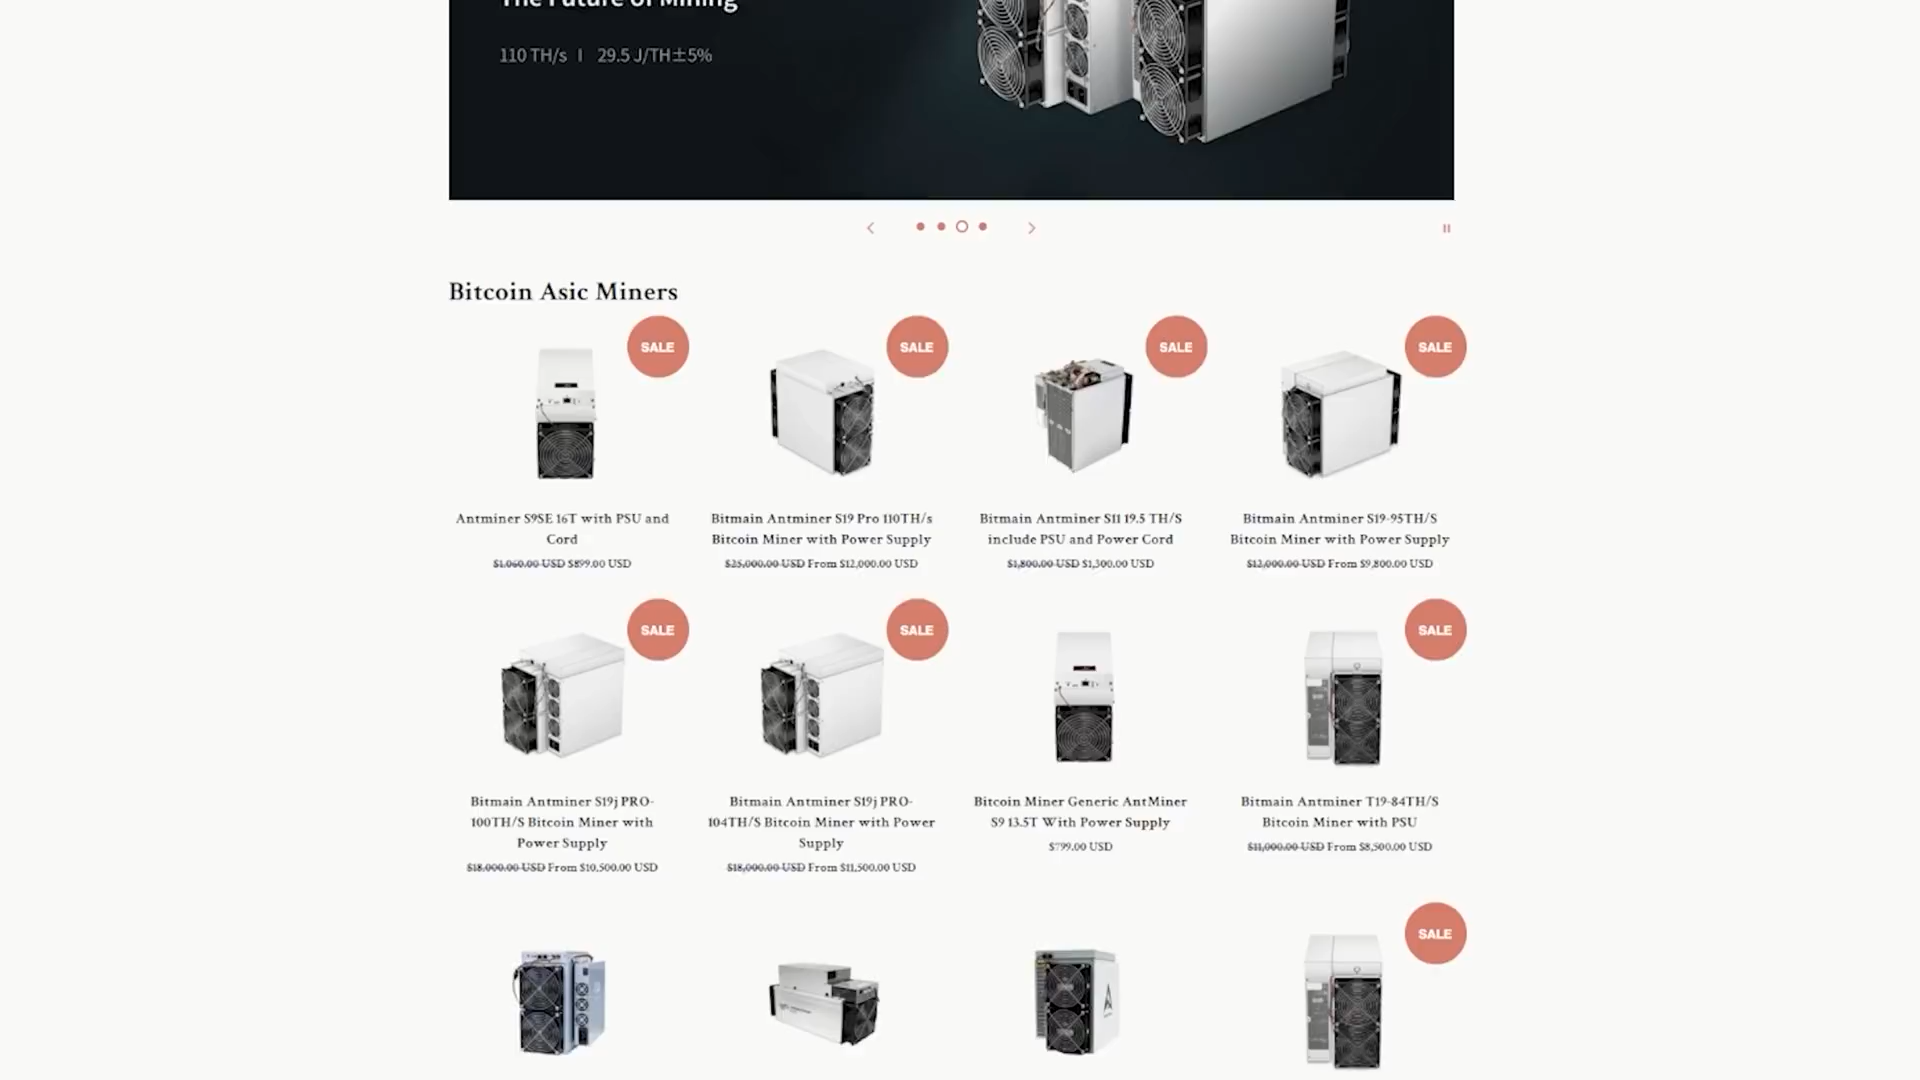 The Future of Mining
110 TH/s | 29.5 J/TH±5%
Bitcoin Asic Miners
SALE
SALE
SALE
SALE
Antminer S9SE 16T with PSU and
Cord
$1,060.00 USD $899.00 USD
Bitmain Antminer S19 Pro 110TH/s
Bitcoin Miner with Power Supply
$25,000.00 USD From $12,000.00 USD
Bitmain Antminer S11 19.5 TH/S
include PSU and Power Cord
$1,800.00 USD $1,300.00 USD
Bitmain Antminer S19-95TH/S
Bitcoin Miner with Power Supply
$12,000.00 USD From $9,800.00 USD
SALE
SALE
SALE
Bitmain Antminer S19j PRO-
100TH/S Bitcoin Miner with
Power Supply
$18,000.00 USD From $10,500.00 USD
Bitmain Antminer S19j PRO-
104TH/S Bitcoin Miner with Power
Supply
$18,000.00 USD From $11,500.00 USD
Bitcoin Miner Generic AntMiner
S9 13.5T With Power Supply
$799.00 USD
Bitmain Antminer T19-84TH/S
Bitcoin Miner with PSU
$11,000.00 USD From $8,500.00 USD
SALE